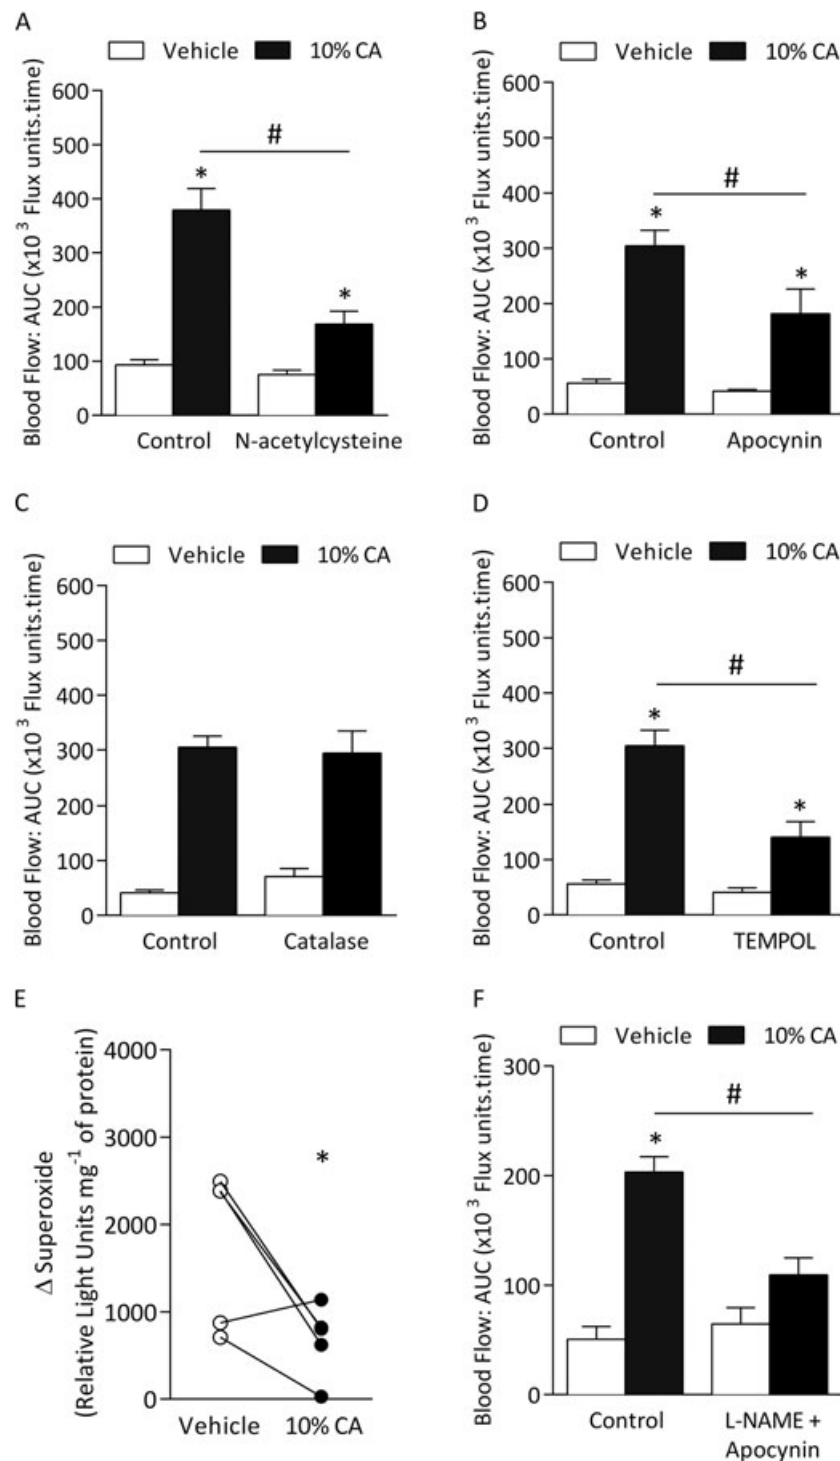 A
Vehicle 10% CA
Blood Flow: AUC (x10³ Flux units.time)
600
500
400
300
200
100
0
#
*
*
Control N-acetylcysteine
B
Vehicle 10% CA
Blood Flow: AUC (x10³ Flux units.time)
600
500
400
300
200
100
0
#
*
*
Control Apocynin
C
Vehicle 10% CA
Blood Flow: AUC (x10³ Flux units.time)
600
500
400
300
200
100
0
Control Catalase
D
Vehicle 10% CA
Blood Flow: AUC (x10³ Flux units.time)
600
500
400
300
200
100
0
#
*
*
Control TEMPOL
E
Δ Superoxide
(Relative Light Units mg⁻¹ of protein)
4000
3000
2000
1000
0
*
Vehicle 10% CA
F
Vehicle 10% CA
Blood Flow: AUC (x10³ Flux units.time)
300
200
100
0
#
*
Control L-NAME +
Apocynin